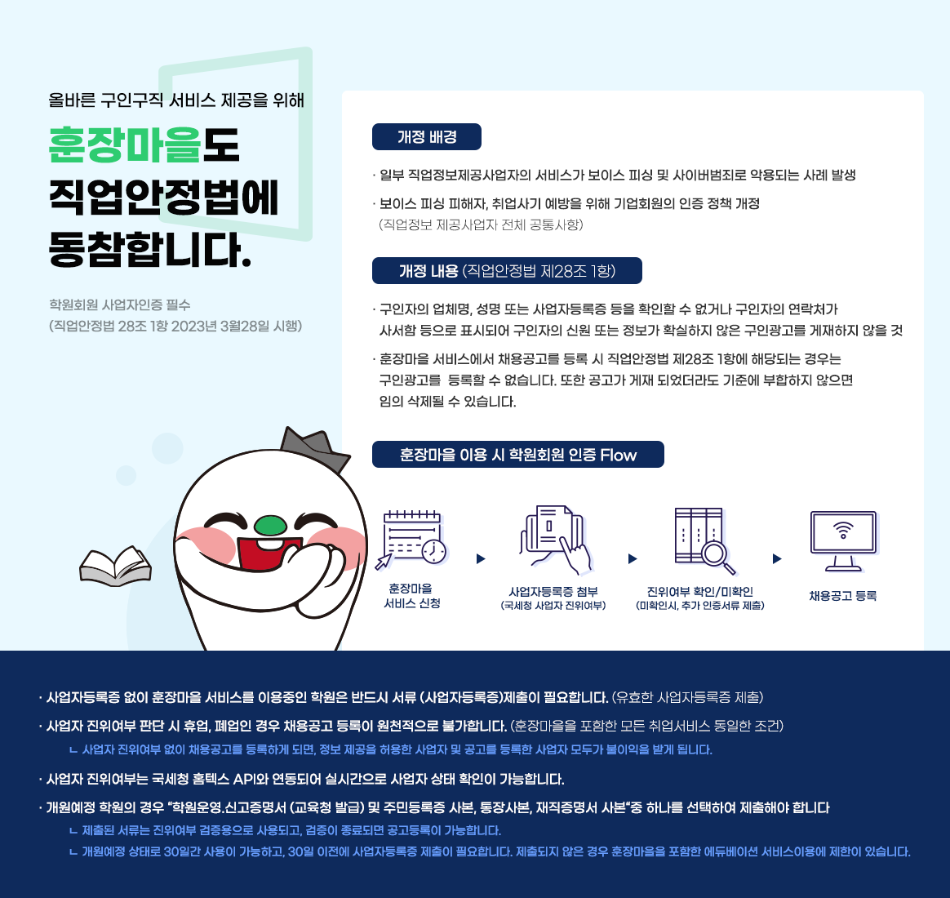 올바른 구인구직 서비스 제공을 위해
훈장마을도
직업안정법에
동참합니다.
학원회원 사업자인증 필수
(직업안정법 28조 1항 2023년 3월28일 시행)
개정 배경
· 일부 직업정보제공사업자의 서비스가 보이스 피싱 및 사이버범죄로 악용되는 사례 발생
· 보이스 피싱 피해자, 취업사기 예방을 위해 기업회원의 인증 정책 개정
(직업정보 제공사업자 전체 공통사항)
개정 내용 (직업안정법 제28조 1항)
· 구인자의 업체명, 성명 또는 사업자등록증 등을 확인할 수 없거나 구인자의 연락처가
사서함 등으로 표시되어 구인자의 신원 또는 정보가 확실하지 않은 구인광고를 게재하지 않을 것
· 훈장마을 서비스에서 채용공고를 등록 시 직업안정법 제28조 1항에 해당되는 경우는
구인광고를 등록할 수 없습니다. 또한 공고가 게재 되었더라도 기준에 부합하지 않으면
임의 삭제될 수 있습니다.
훈장마을 이용 시 학원회원 인증 Flow
훈장마을
서비스 신청
사업자등록증 첨부
(국세청 사업자 진위여부)
진위여부 확인/미확인
(미확인시, 추가 인증서류 제출)
채용공고 등록
· 사업자등록증 없이 훈장마을 서비스를 이용중인 학원은 반드시 서류 (사업자등록증)제출이 필요합니다. (유효한 사업자등록증 제출)
· 사업자 진위여부 판단 시 휴업, 폐업인 경우 채용공고 등록이 원천적으로 불가합니다. (훈장마을을 포함한 모든 취업서비스 동일한 조건)
ㄴ 사업자 진위여부 없이 채용공고를 등록하게 되면, 정보 제공을 허용한 사업자 및 공고를 등록한 사업자 모두가 불이익을 받게 됩니다.
· 사업자 진위여부는 국세청 홈텍스 API와 연동되어 실시간으로 사업자 상태 확인이 가능합니다.
· 개원예정 학원의 경우 "학원운영.신고증명서 (교육청 발급) 및 주민등록증 사본, 통장사본, 재직증명서 사본"중 하나를 선택하여 제출해야 합니다
ㄴ 제출된 서류는 진위여부 검증용으로 사용되고, 검증이 종료되면 공고등록이 가능합니다.
ㄴ 개원예정 상태로 30일간 사용이 가능하고, 30일 이전에 사업자등록증 제출이 필요합니다. 제출되지 않은 경우 훈장마을을 포함한 에듀베이션 서비스이용에 제한이 있습니다.